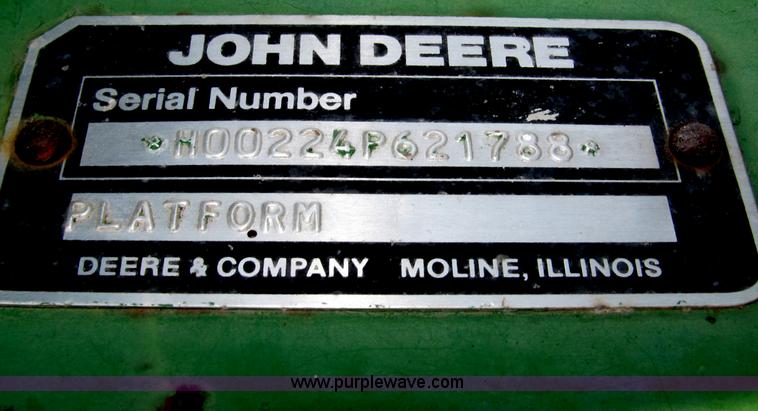 JOHN DEERE
Serial Number
*H00224P621788*
PLATFORM
DEERE & COMPANY MOLINE, ILLINOIS
www.purplewave.com